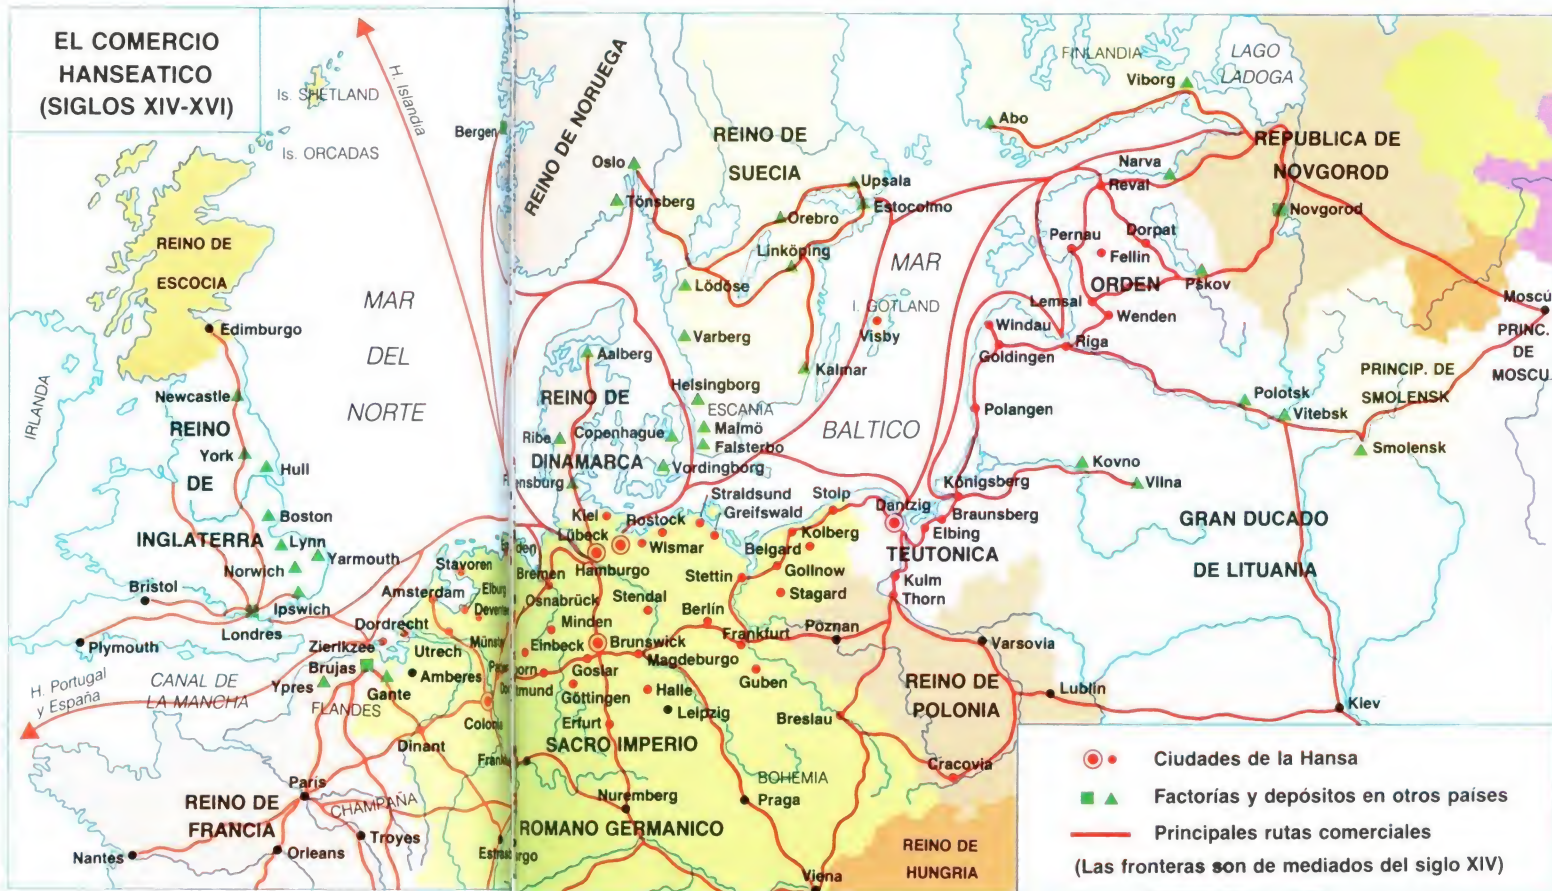 EL COMERCIO
HANSEATICO
(SIGLOS XIV-XVI)
Is. SHETLAND
Is. ORCADAS
H. Islandia
Bergen
REINO DE NORUEGA
Oslo
Tönsberg
REINO DE
SUECIA
Upsala
Estocolmo
Orebro
Linköping
Lödöse
Varberg
Kalmar
FINLANDIA
Viborg
LAGO
LADOGA
Abo
REPUBLICA DE
NOVGOROD
Narva
Reval
Novgorod
Pernau
Dorpat
Fellin
ORDEN
Pskov
Lemsal
Wenden
Windau
Goldingen
Riga
Moscú
PRINC.
DE
MOSCU.
MAR
BALTICO
I. GOTLAND
Visby
REINO DE
ESCOCIA
Edimburgo
MAR
DEL
NORTE
IRLANDA
Newcastle
REINO
York
DE
Hull
Boston
INGLATERRA
Lynn
Yarmouth
Norwich
Bristol
Ipswich
Londres
Plymouth
H. Portugal
y España
CANAL DE
LA MANCHA
Aalberg
REINO DE
Ribe
Copenhague
DINAMARCA
Vordingborg
ensburg
Helsingborg
ESCANIA
Malmö
Falsterbo
Polangen
Polotsk
Vitebsk
PRINCIP. DE
SMOLENSK
Smolensk
Kovno
Vilna
GRAN DUCADO
DE LITUANIA
Königsberg
Braunsberg
Elbing
Dantzig
TEUTONICA
Kulm
Thorn
Straldsund
Greifswald
Stolp
Kiel
Rostock
Lübeck
Wismar
Hamburgo
Kolberg
Belgard
Gollnow
Stettin
Stagard
Bremen
Osnabrück
Stendal
Minden
Berlín
Einbeck
Brunswick
Frankfurt
Poznan
Magdeburgo
Goslar
Guben
Göttingen
Halle
Leipzig
Erfurt
Breslau
SACRO IMPERIO
ROMANO GERMANICO
BOHEMIA
Nuremberg
Praga
Viena
Varsovia
Lublin
Kiev
REINO DE
POLONIA
Cracovia
REINO DE
HUNGRIA
Stavoren
Amsterdam
Elburg
Deventer
Dordrecht
Zierikzee
Utrech
Brujas
Amberes
Ypres
Gante
FLANDES
Colonia
Dinant
París
CHAMPAÑA
REINO DE
FRANCIA
Troyes
Orleans
Nantes
Ciudades de la Hansa
Factorías y depósitos en otros países
Principales rutas comerciales
(Las fronteras son de mediados del siglo XIV)